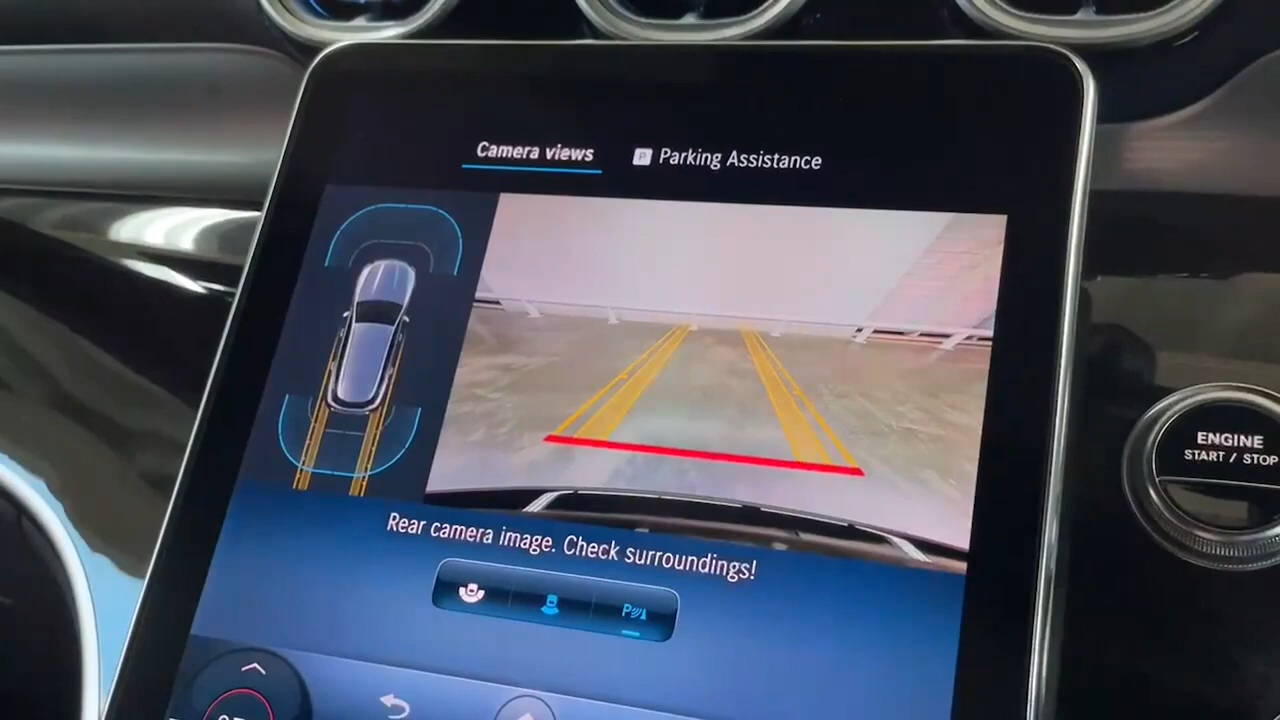 Camera views
P Parking Assistance
ENGINE
START / STOP
Rear camera image. Check surroundings!
P